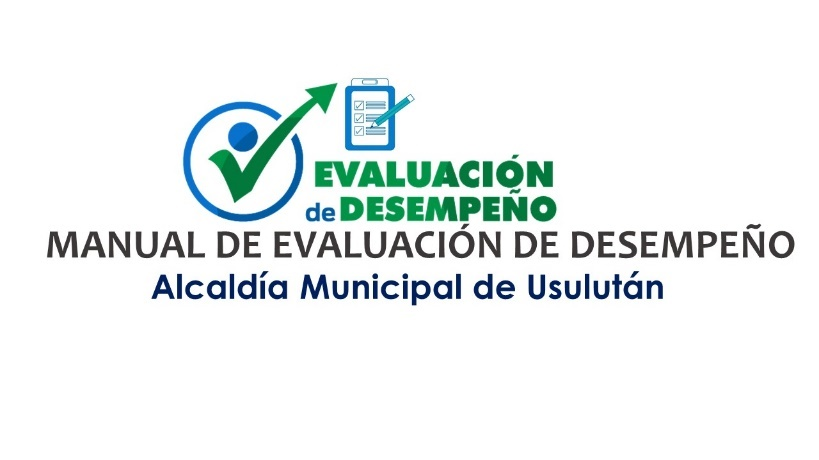 EVALUACIÓN
de DESEMPEÑO
MANUAL DE EVALUACIÓN DE DESEMPEÑO
Alcaldía Municipal de Usulután